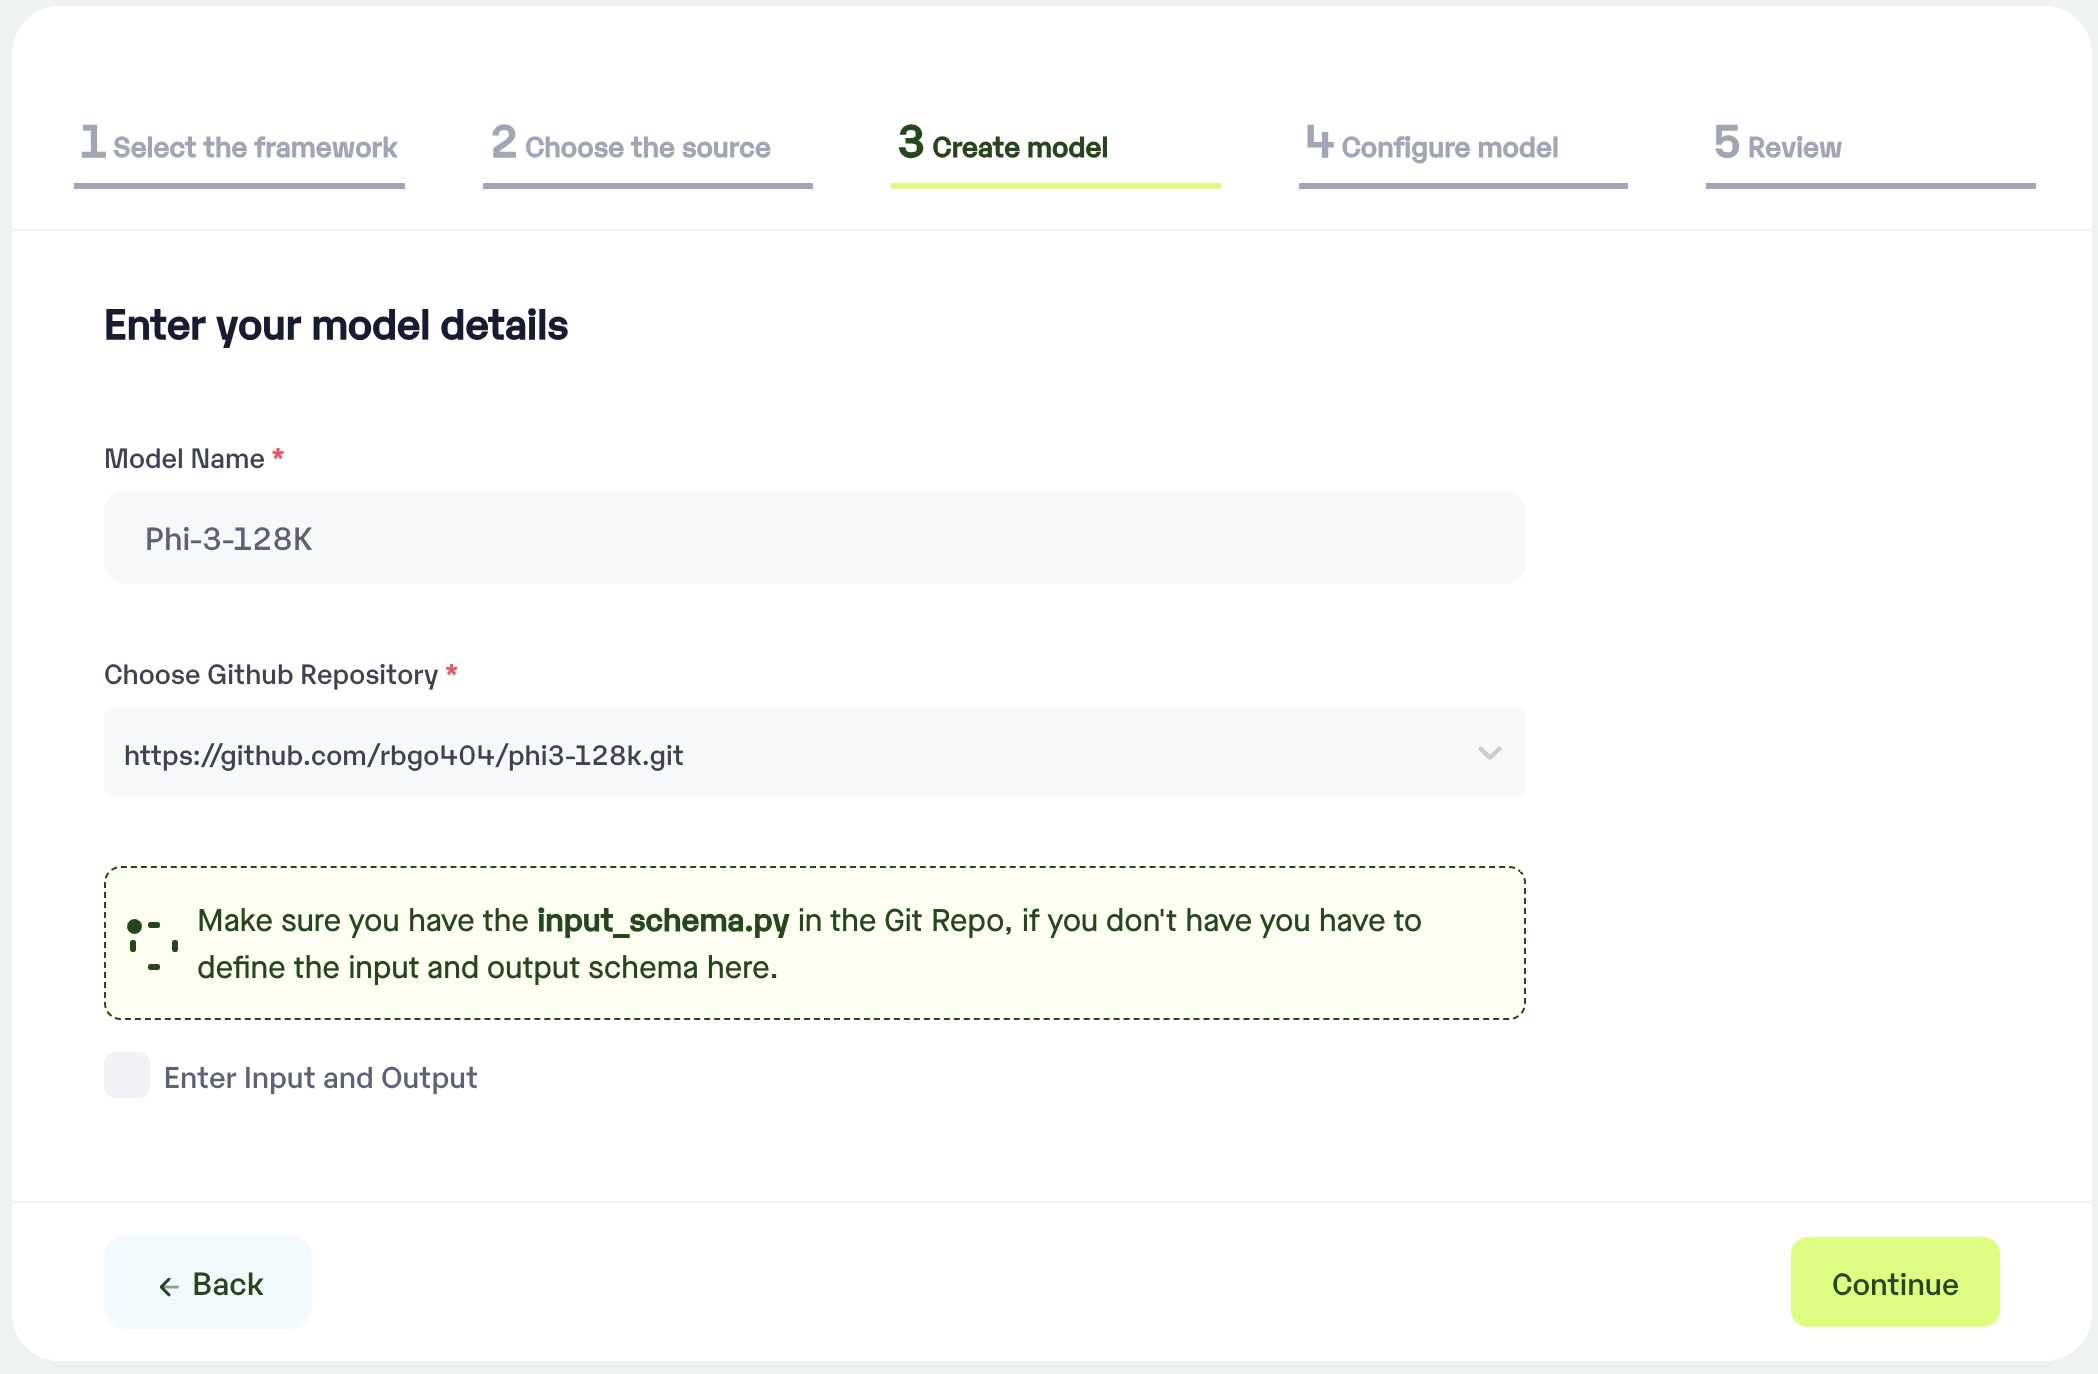 1 Select the framework
2 Choose the source
3 Create model
4 Configure model
5 Review
Enter your model details
Model Name *
Phi-3-128K
Choose Github Repository *
https://github.com/rbgo404/phi3-128k.git
Make sure you have the input_schema.py in the Git Repo, if you don't have you have to
define the input and output schema here.
Enter Input and Output
← Back
Continue